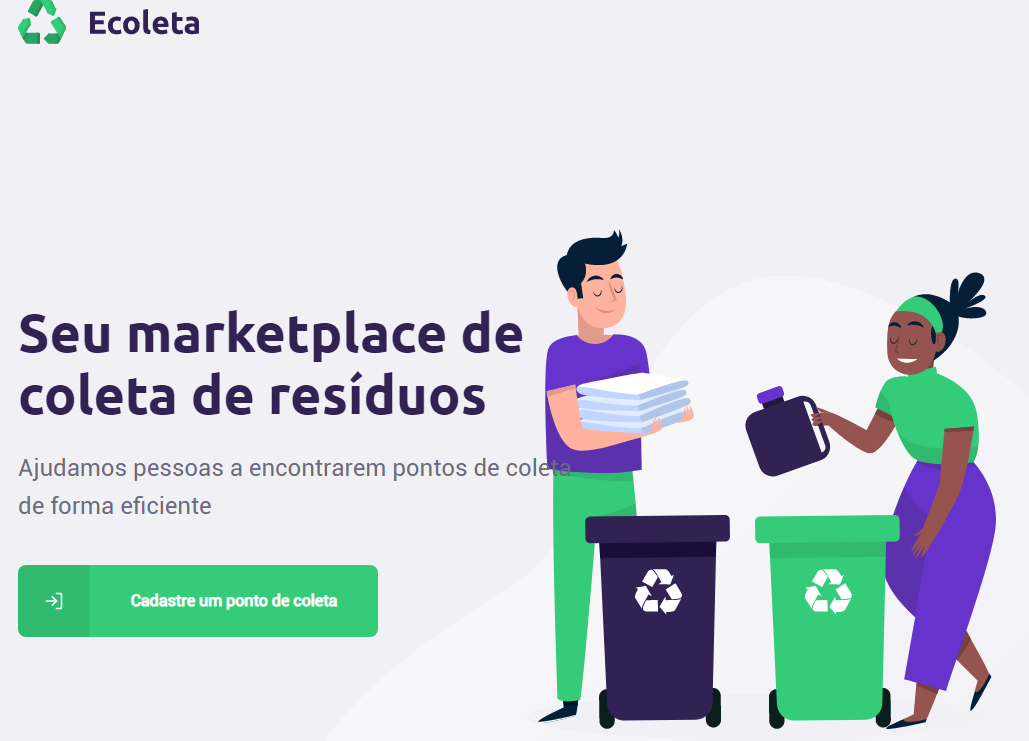 Ecoleta
Seu marketplace de
coleta de resíduos
Ajudamos pessoas a encontrarem pontos de coleta
de forma eficiente
Cadastre um ponto de coleta